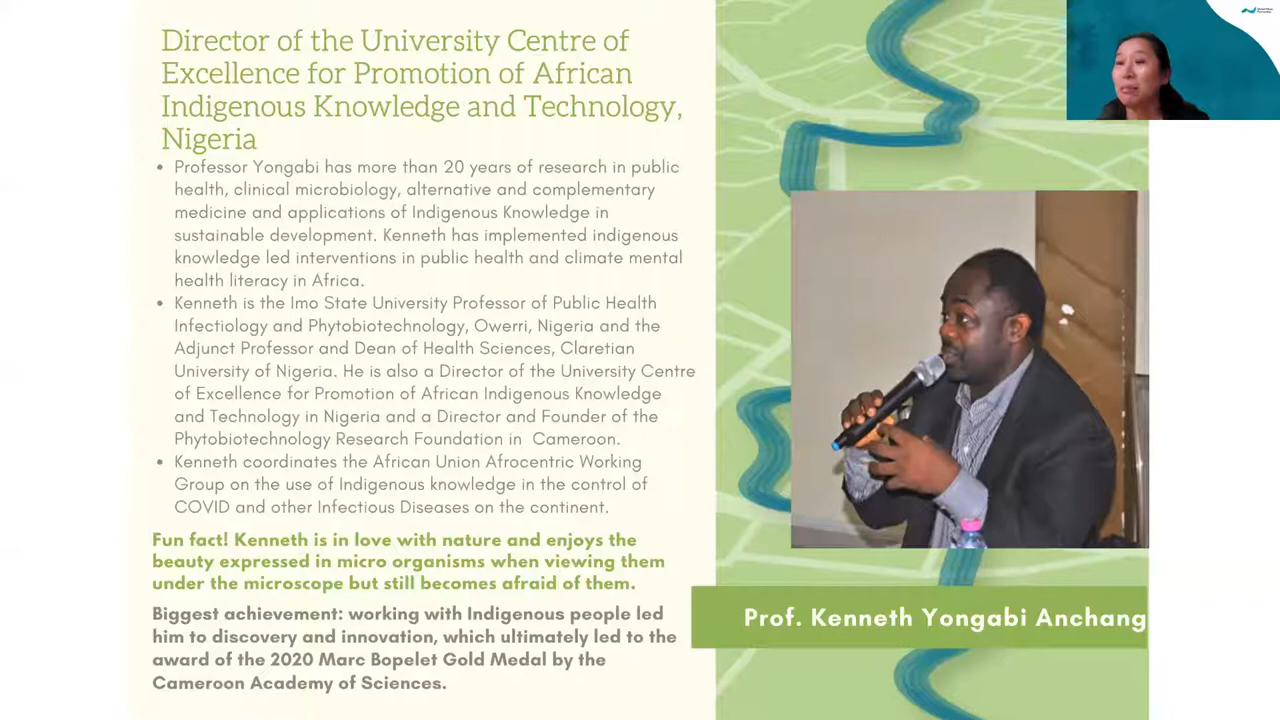 Director of the University Centre of
Excellence for Promotion of African
Indigenous Knowledge and Technology,
Nigeria
• Professor Yongabi has more than 20 years of research in public
health, clinical microbiology, alternative and complementary
medicine and applications of Indigenous Knowledge in
sustainable development. Kenneth has implemented indigenous
knowledge led interventions in public health and climate mental
health literacy in Africa.
• Kenneth is the Imo State University Professor of Public Health
Infectiology and Phytobiotechnology, Owerri, Nigeria and the
Adjunct Professor and Dean of Health Sciences, Claretian
University of Nigeria. He is also a Director of the University Centre
of Excellence for Promotion of African Indigenous Knowledge
and Technology in Nigeria and a Director and Founder of the
Phytobiotechnology Research Foundation in Cameroon.
• Kenneth coordinates the African Union Afrocentric Working
Group on the use of Indigenous knowledge in the control of
COVID and other Infectious Diseases on the continent.
Fun fact! Kenneth is in love with nature and enjoys the
beauty expressed in micro organisms when viewing them
under the microscope but still becomes afraid of them.
Biggest achievement: working with Indigenous people led
him to discovery and innovation, which ultimately led to the
award of the 2020 Marc Bopelet Gold Medal by the
Cameroon Academy of Sciences.
Prof. Kenneth Yongabi Anchang